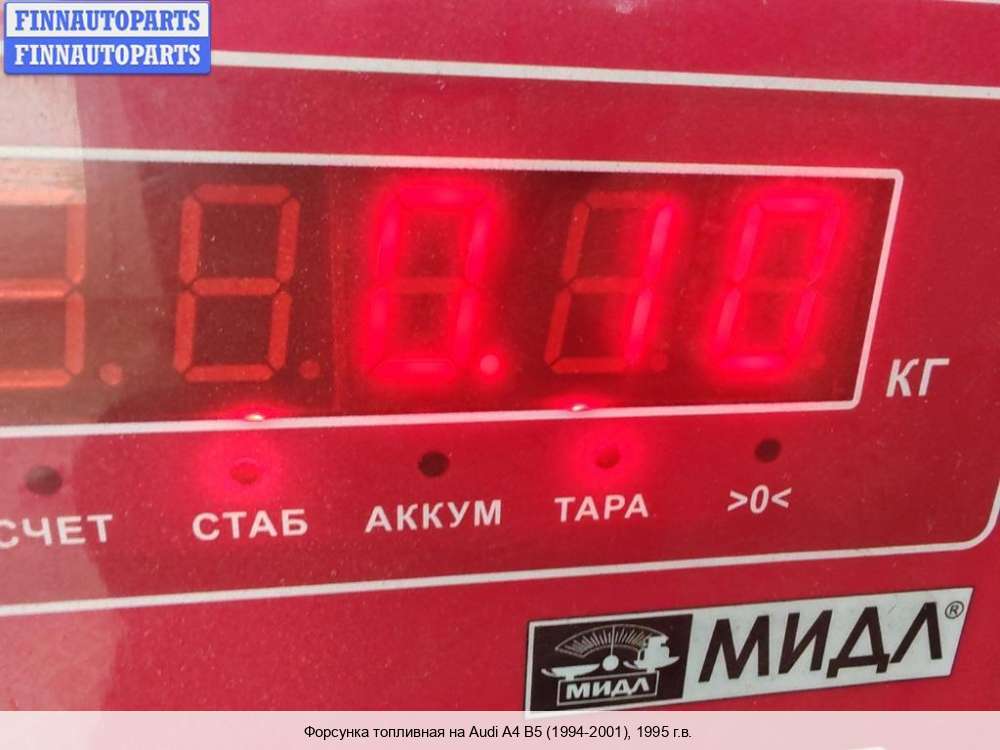 FINNAUTOPARTS
FINNAUTOPARTS
0.10
КГ
СЧЕТ СТАБ АККУМ ТАРА >0<
МИДЛ МИДЛ®
Форсунка топливная на Audi A4 B5 (1994-2001), 1995 г.в.